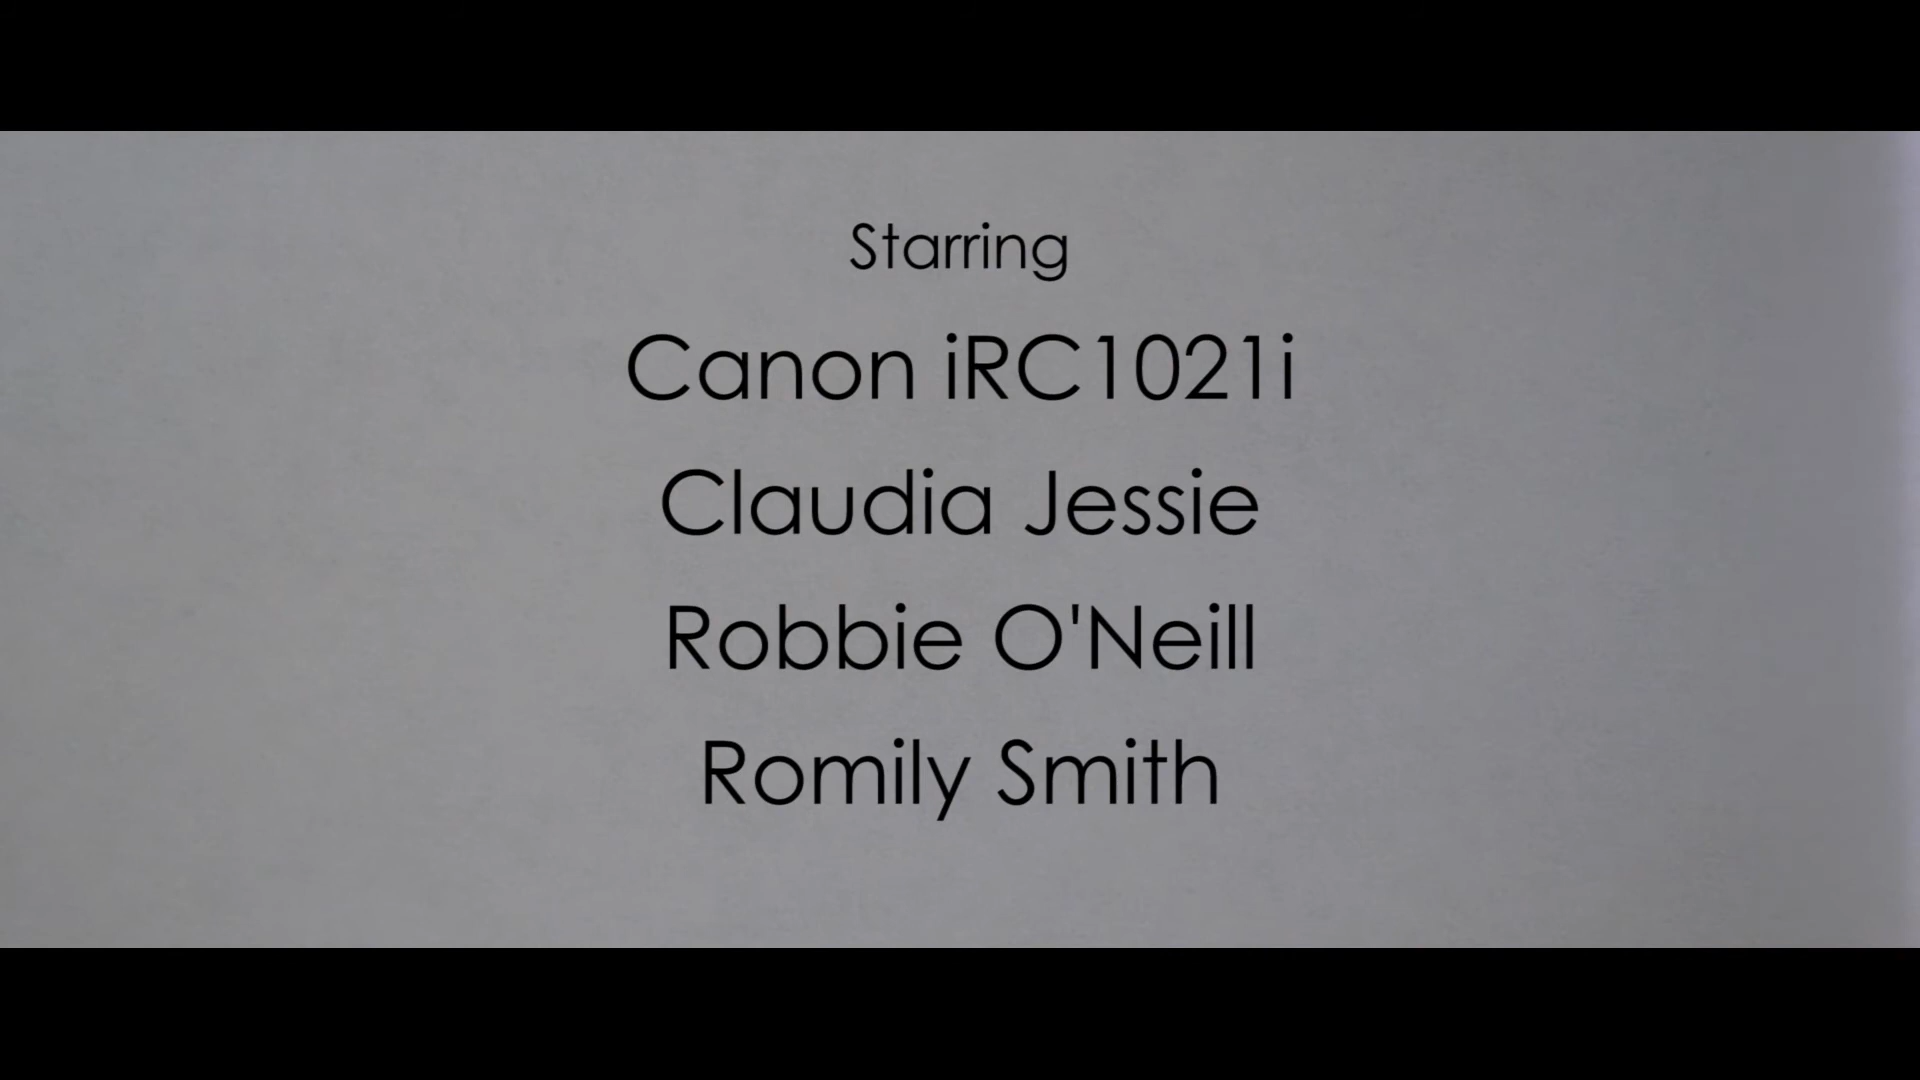 Starring
Canon iRC1021i
Claudia Jessie
Robbie O'Neill
Romily Smith